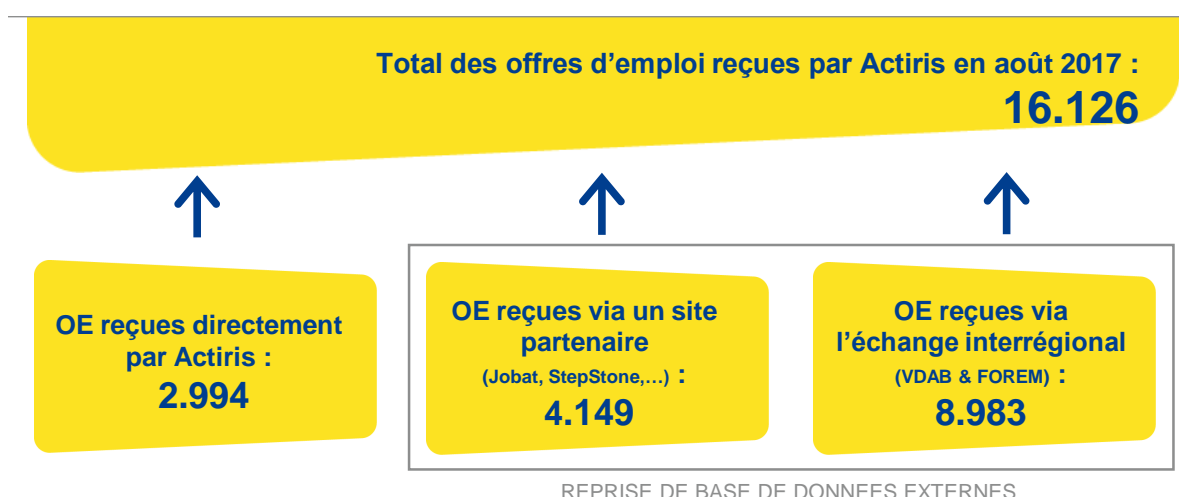 Total des offres d'emploi reçues par Actiris en août 2017 :
16.126
OE reçues directement
par Actiris :
2.994
OE reçues via un site
partenaire
(Jobat, StepStone,…) :
4.149
OE reçues via
l'échange interrégional
(VDAB & FOREM) :
8.983
REPRISE DE BASE DE DONNEES EXTERNES